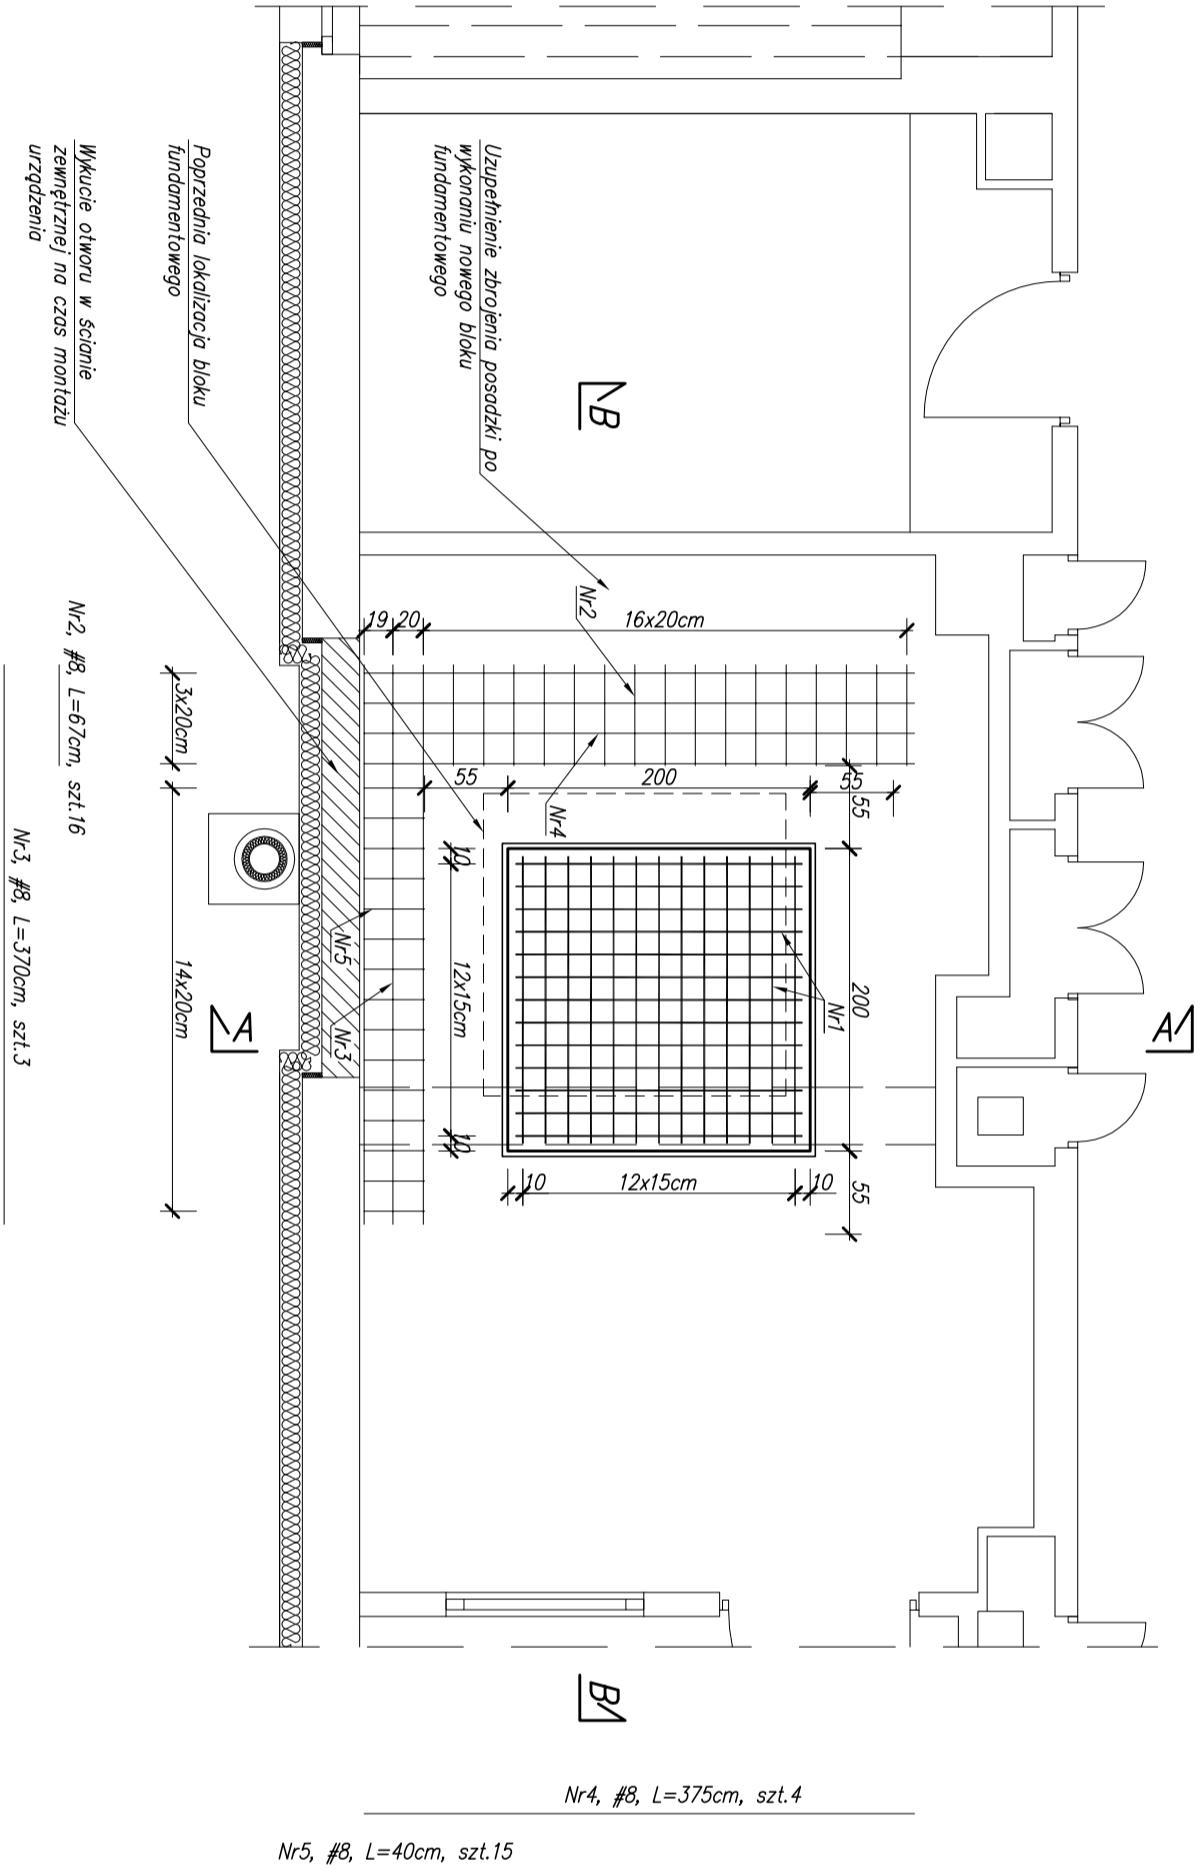 Uzupełnienie zbrojenia posadzki po
wykonaniu nowego bloku
fundamentowego
Poprzednia lokalizacja bloku
fundamentowego
Wykucie otworu w ścianie
zewnętrznej na czas montażu
urządzenia
B
B
A
A
Nr2
19
20
16x20cm
3x20cm
14x20cm
55
200
55
55
200
55
Nr4
Nr1
Nr5
Nr3
10
12x15cm
10
10
12x15cm
10
Nr2, #8, L=67cm, szt.16
Nr3, #8, L=370cm, szt.3
Nr4, #8, L=375cm, szt.4
Nr5, #8, L=40cm, szt.15